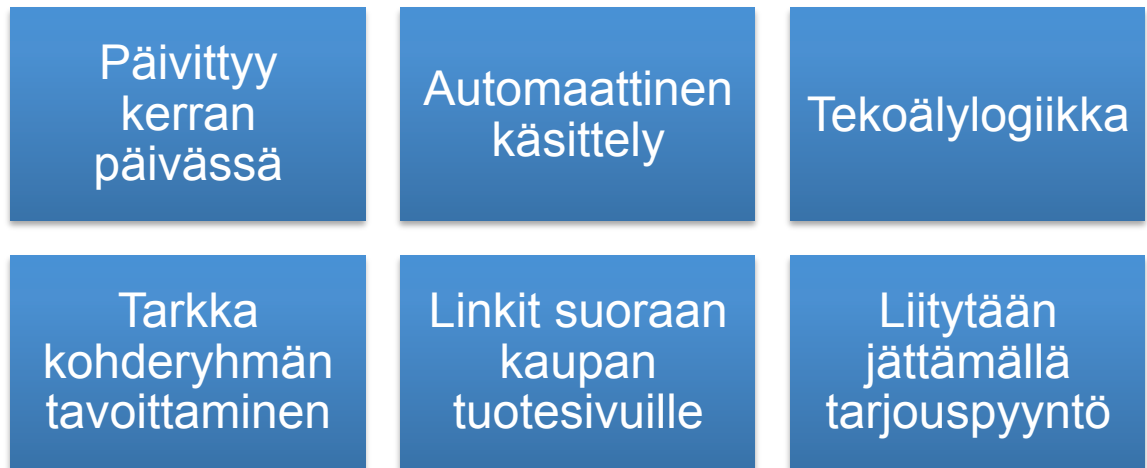 Päivittyy
kerran
päivässä
Automaattinen
käsittely
Tekoälylogiikka
Tarkka
kohderyhmän
tavoittaminen
Linkit suoraan
kaupan
tuotesivuille
Liitytään
jättämällä
tarjouspyyntö